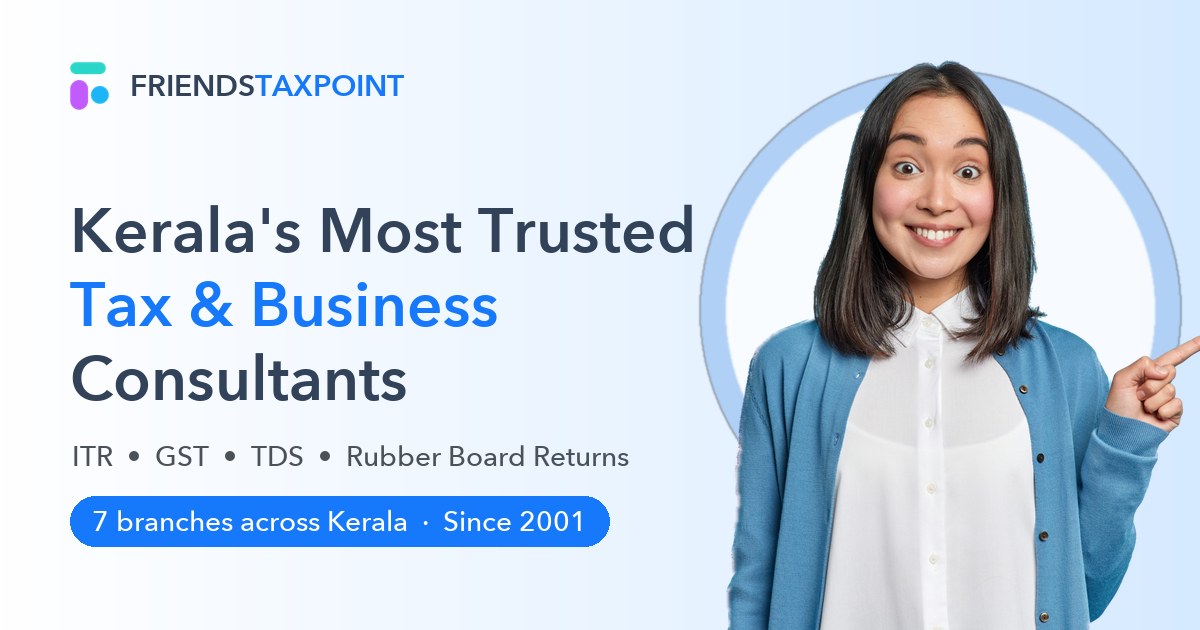 FRIENDSTAXPOINT
Kerala's Most Trusted
Tax & Business
Consultants
ITR • GST • TDS • Rubber Board Returns
7 branches across Kerala · Since 2001